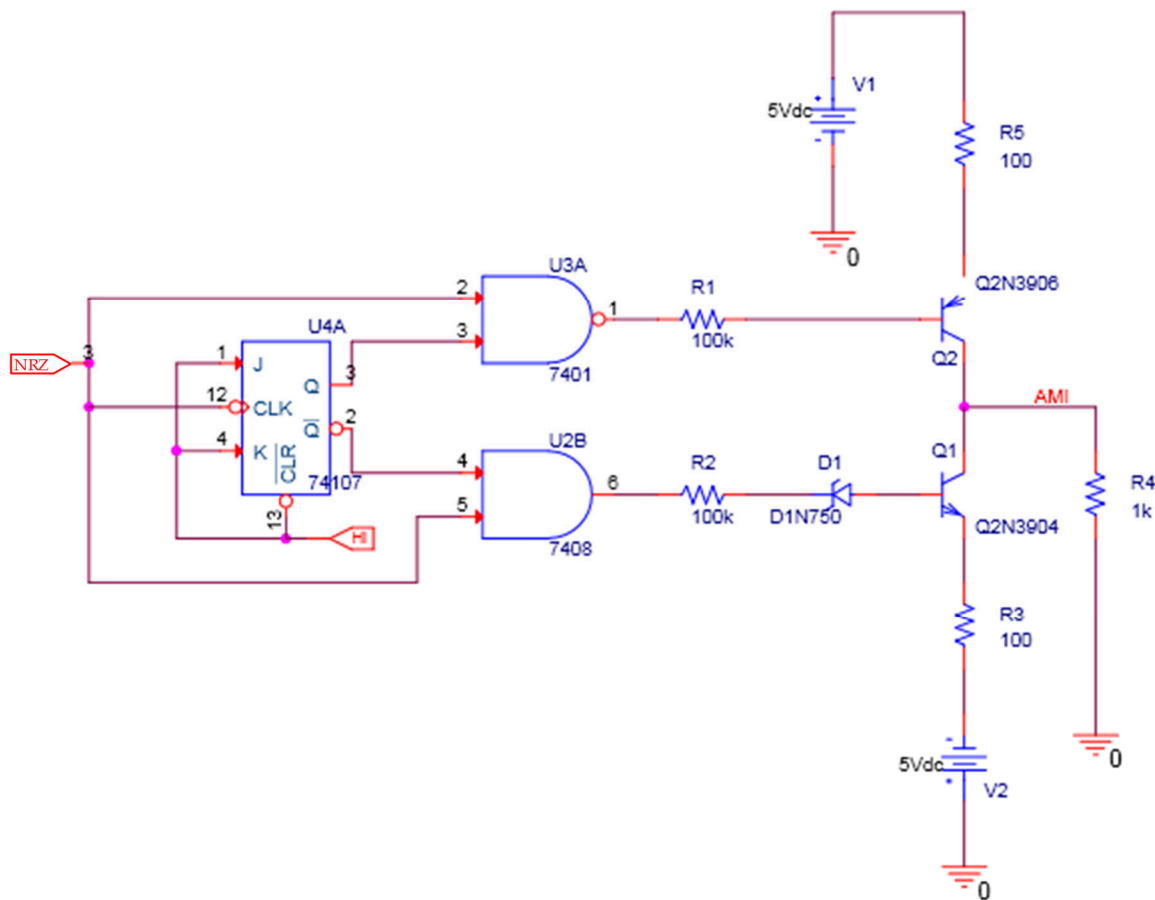 V1
5Vdc
+
-
R5
100
0
U3A
2
1
3
7401
R1
100k
Q2N3906
Q2
NRZ
3
U4A
1
J
Q
3
12
CLK
2
Q
4
K
CLR
74107
13
HI
AMI
U2B
4
6
5
7408
R2
100k
D1
D1N750
Q1
Q2N3904
R4
1k
R3
100
-
5Vdc
+
V2
0
0